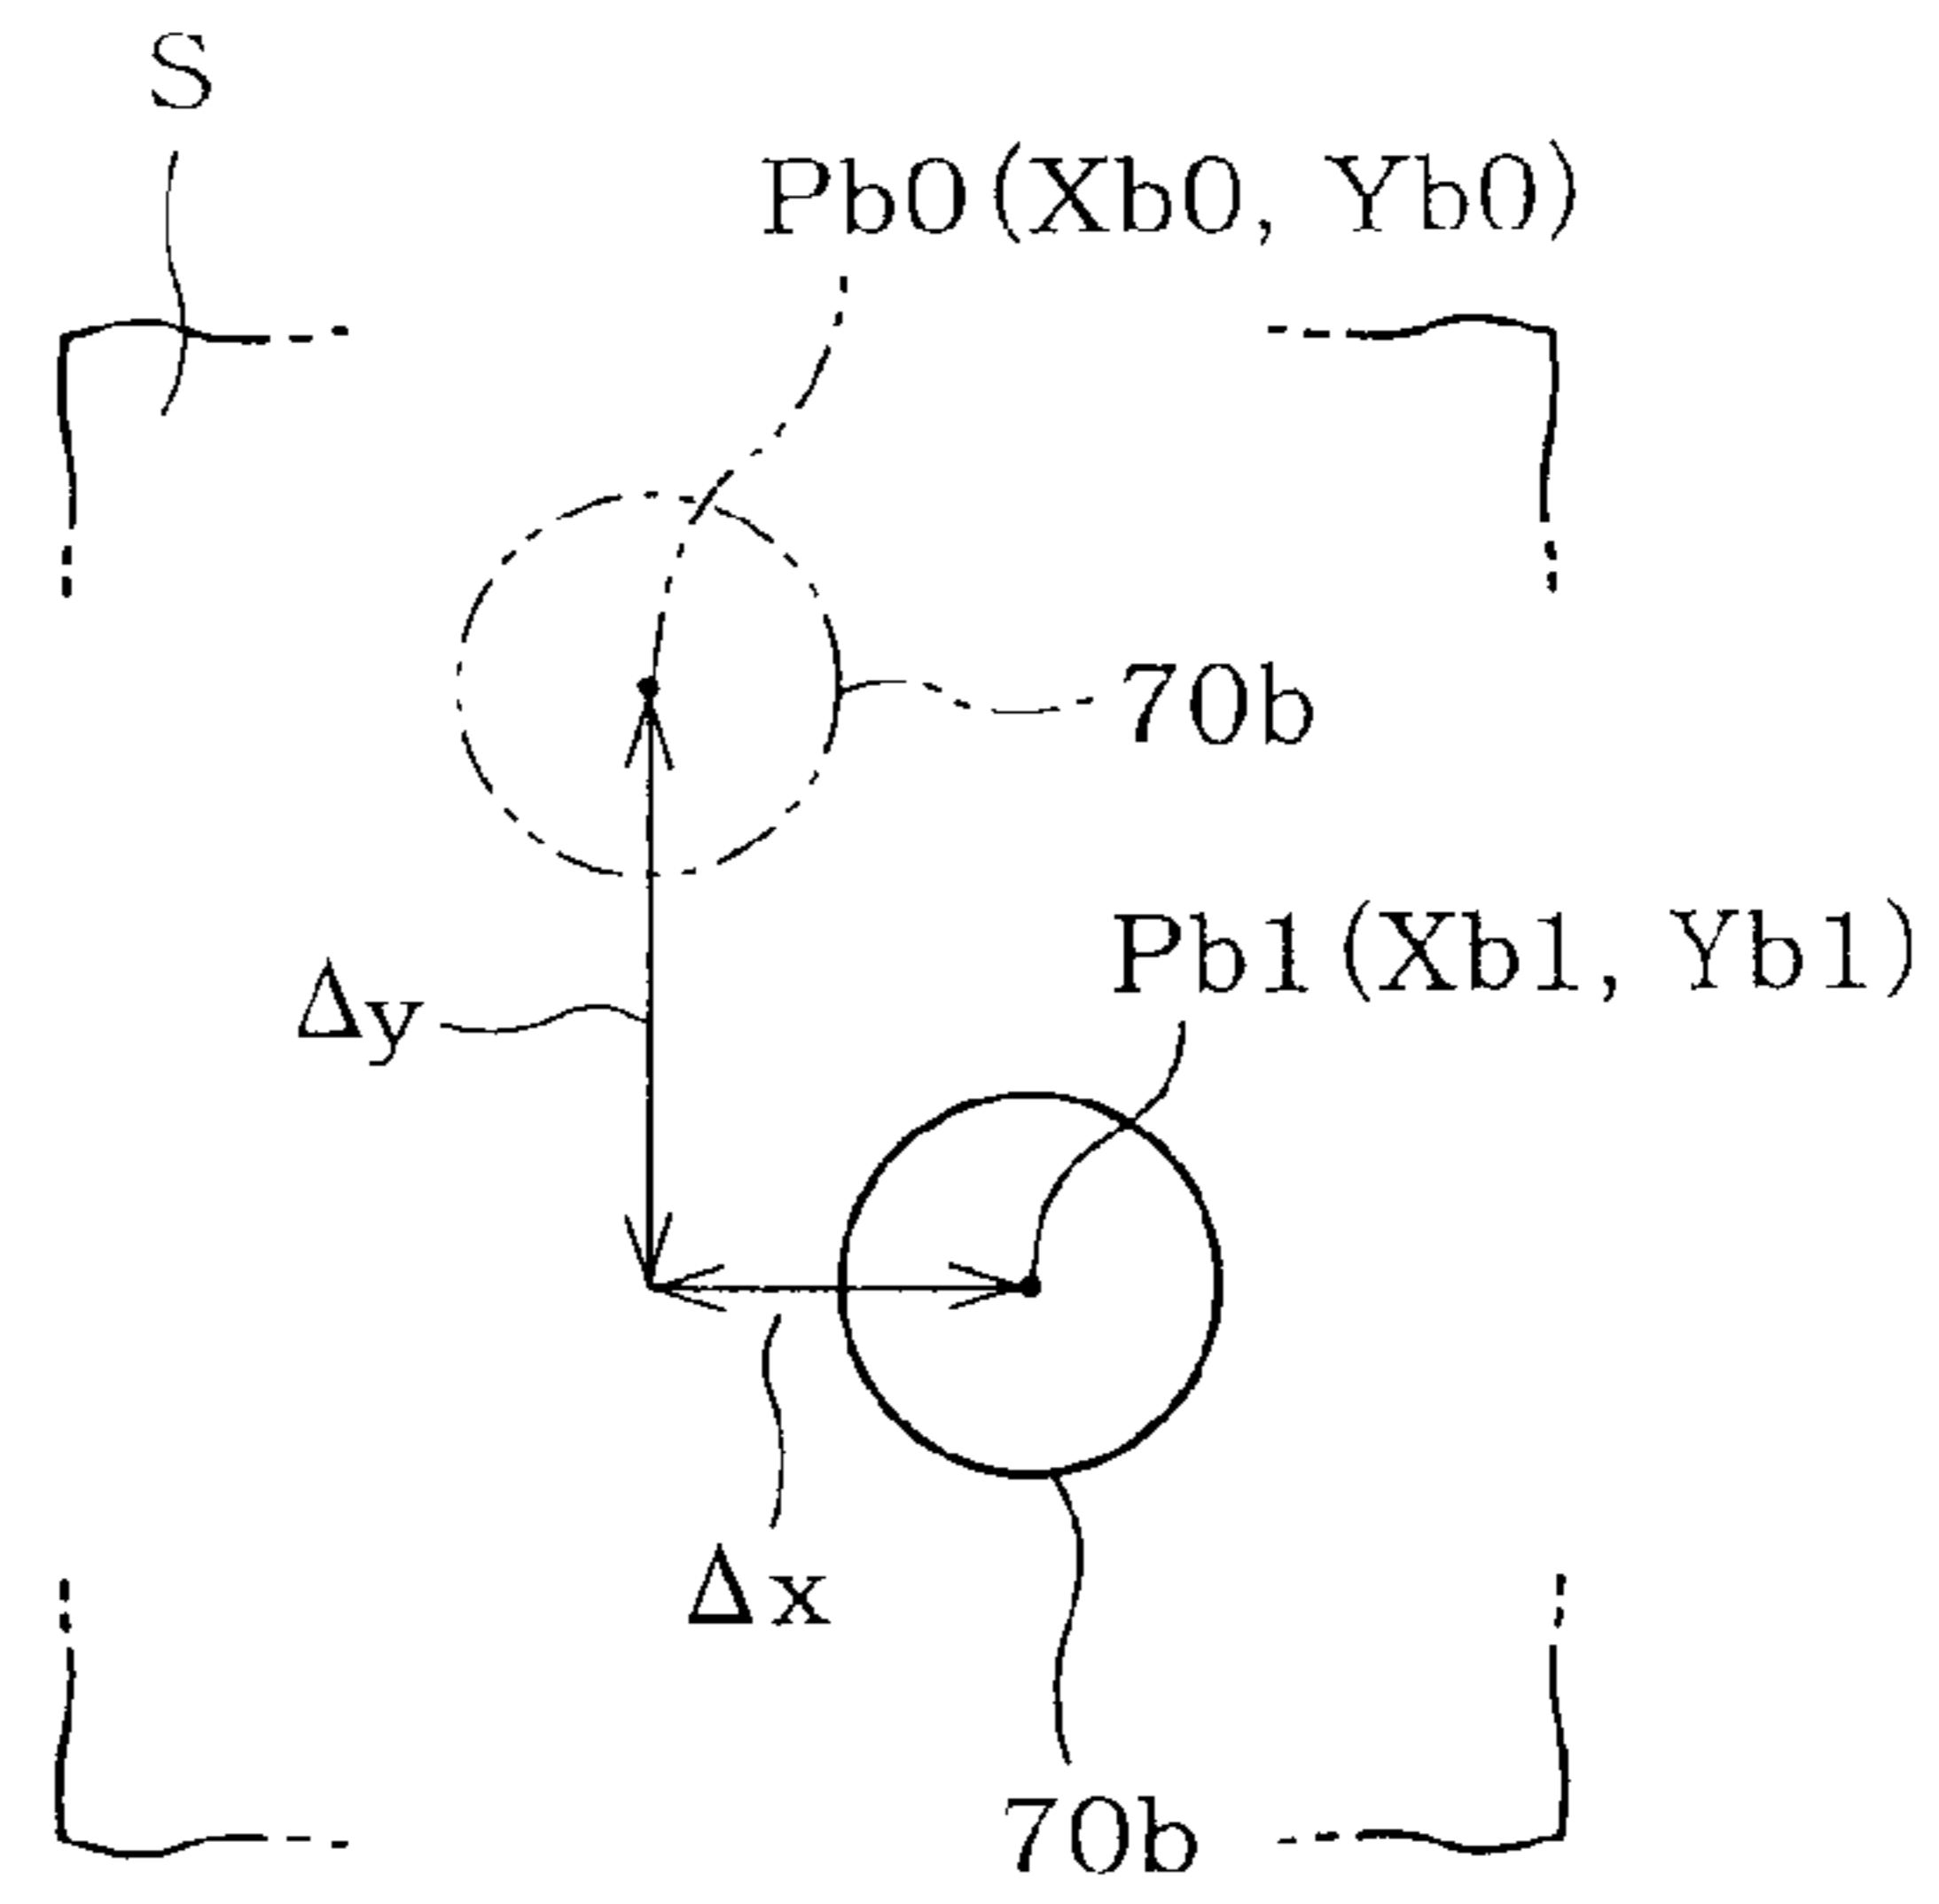 S
Pb0(Xb0, Yb0)
70b
Pb1(Xb1, Yb1)
Δy
Δx
70b